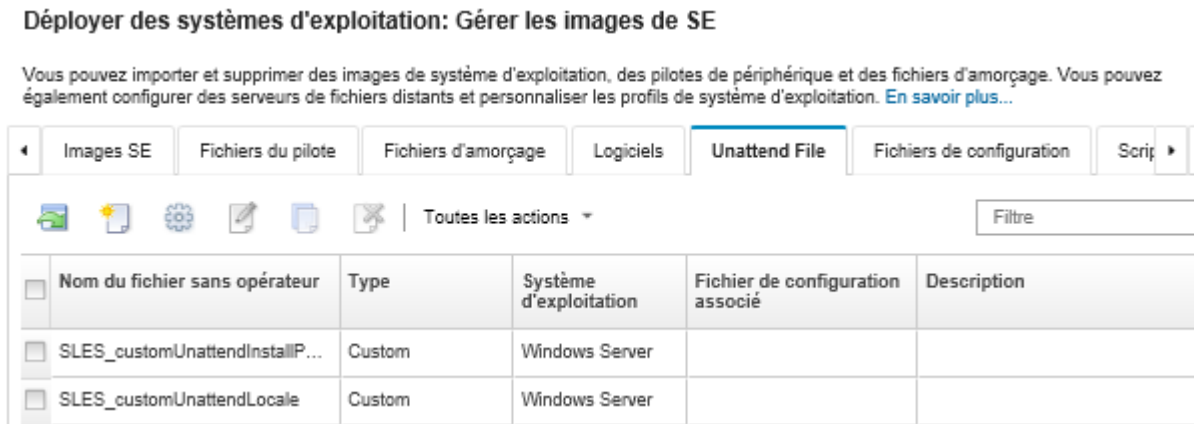 Déployer des systèmes d'exploitation: Gérer les images de SE
Vous pouvez importer et supprimer des images de système d'exploitation, des pilotes de périphérique et des fichiers d'amorçage. Vous pouvez
également configurer des serveurs de fichiers distants et personnaliser les profils de système d'exploitation. En savoir plus...
Images SE Fichiers du pilote Fichiers d'amorçage Logiciels Unattend File Fichiers de configuration Scrip
Toutes les actions Filtre
Nom du fichier sans opérateur Type Système d'exploitation Fichier de configuration associé Description
SLES_customUnattendInstallP... Custom Windows Server
SLES_customUnattendLocale Custom Windows Server